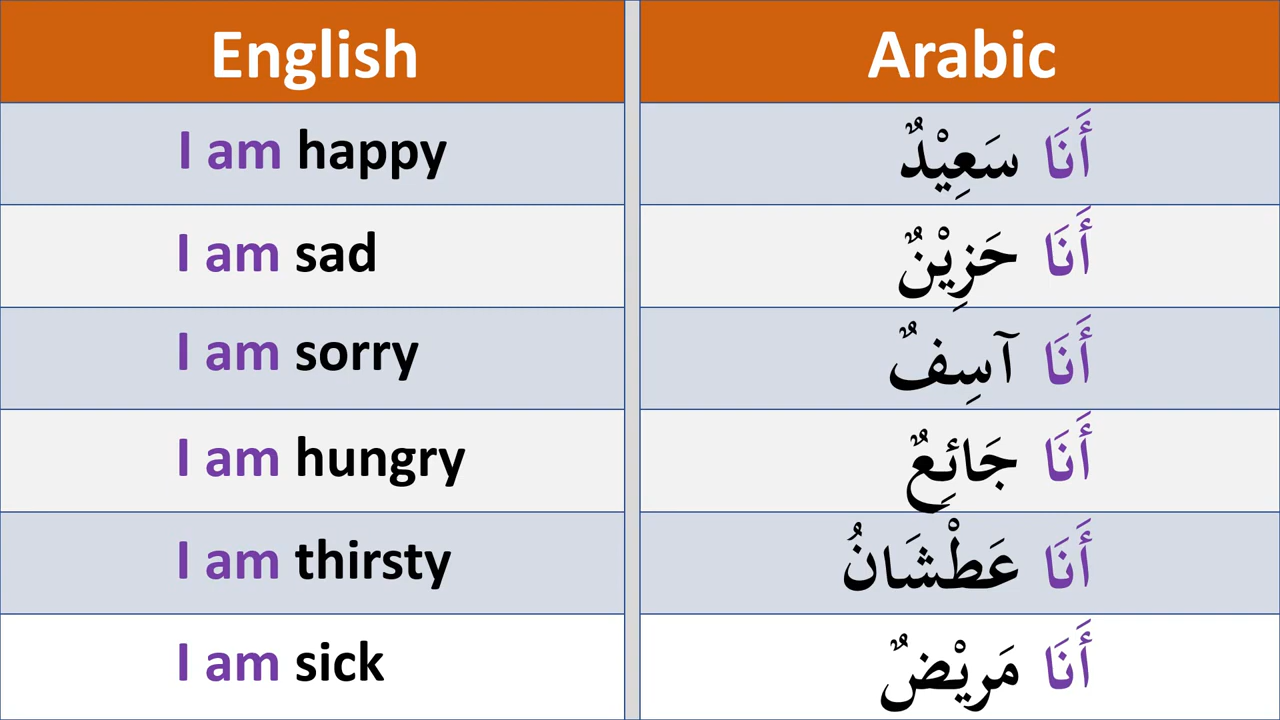 English Arabic
I am happy أَنَا سَعِيْدٌ
I am sad أَنَا حَزِيْنٌ
I am sorry أَنَا آسِفٌ
I am hungry أَنَا جَائِعٌ
I am thirsty أَنَا عَطْشَانُ
I am sick أَنَا مَرِيْضٌ